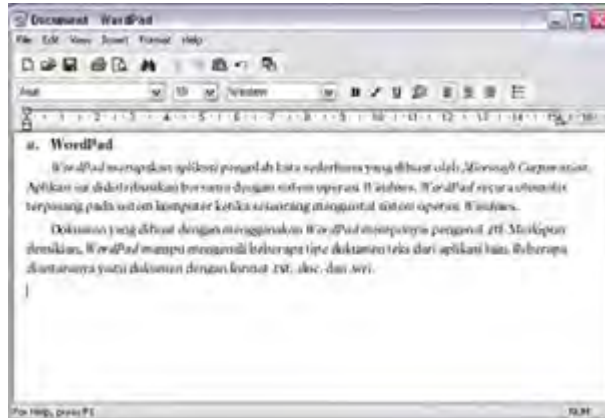 Document WordPad
File Edit View Insert Format Help
10 Western
a. WordPad
WordPad merupakan aplikasi pengolah kata sederhana yang dibuat oleh Microsoft Corporation.
Aplikasi ini didistribusikan bersama dengan sistem operasi Windows. WordPad secara otomatis
terpasang pada sistem komputer ketika seseorang menginstal sistem operasi Windows.
Dokumen yang dibuat dengan menggunakan WordPad mempunyai pengenal .rtf. Meskipun
demikian, WordPad mampu mengenali beberapa tipe dokumen teks dari aplikasi lain. Beberapa
diantaranya yaitu dokumen dengan format .txt, .doc, dan .wri.
For Help, press F1
NUM